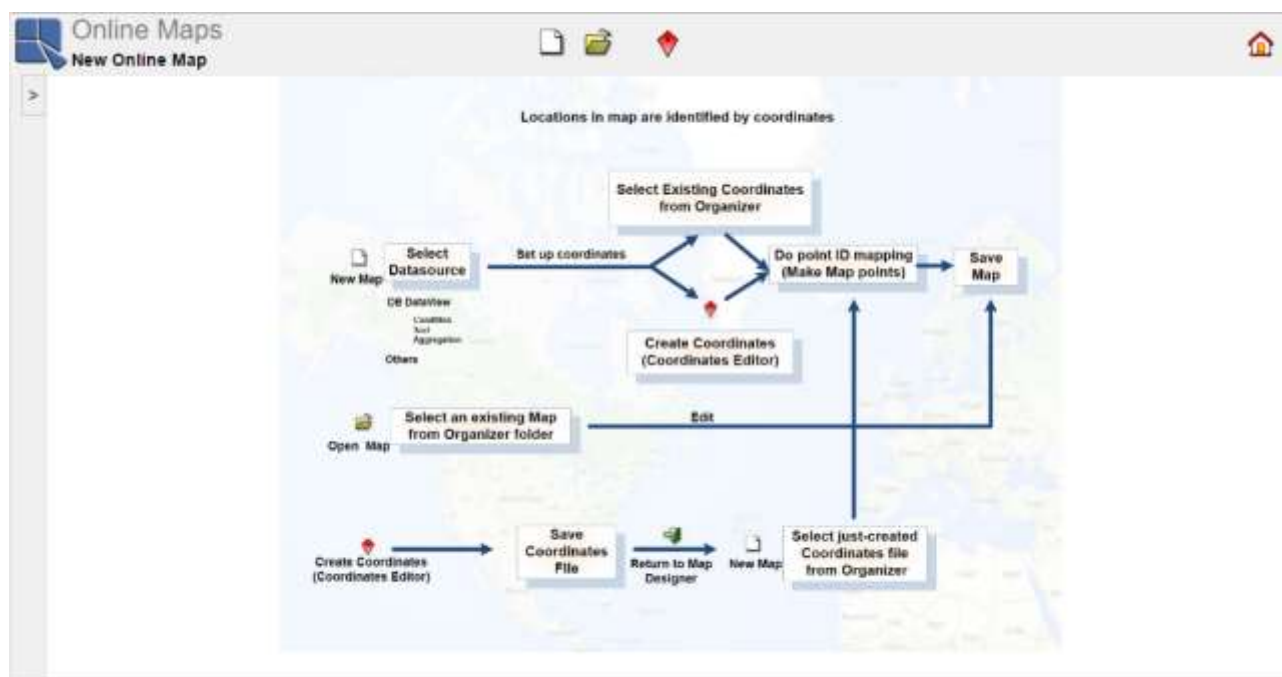 Online Maps
New Online Map
>
Locations in map are identified by coordinates
Select Existing Coordinates
from Organizer
New Map
Select
Datasource
Set up coordinates
Do point ID mapping
(Make Map points)
Save
Map
DB DataView
Condition
Sort
Aggregation
Others
Create Coordinates
(Coordinates Editor)
Open Map
Select an existing Map
from Organizer folder
Edit
Create Coordinates
(Coordinates Editor)
Save
Coordinates
File
Return to Map
Designer
New Map
Select just-created
Coordinates file
from Organizer